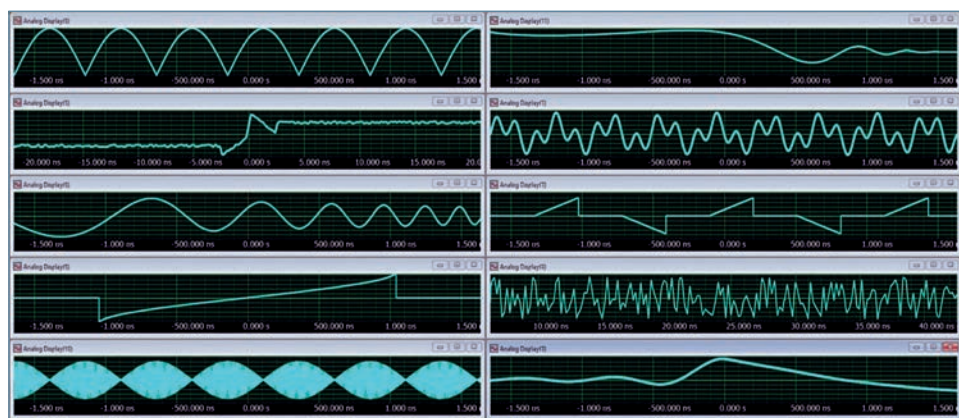 Analog Display(8)
-1.500 ns -1.000 ns -500.000 ns 0.000 s 500.000 ns 1.000 ns 1.500
Analog Display(11)
-1.500 ns -1.000 ns -500.000 ns 0.000 s 500.000 ns 1.000 ns 1.500
-20.000 ns -15.000 ns -10.000 ns -5.000 ns 0.000 s 5.000 ns 10.000 ns 15.000 ns 20.0
-1.500 ns -1.000 ns -500.000 ns 0.000 s 500.000 ns 1.000 ns 1.500
-1.500 ns -1.000 ns -500.000 ns 0.000 s 500.000 ns 1.000 ns 1.500
-1.500 ns -1.000 ns -500.000 ns 0.000 s 500.000 ns 1.000 ns 1.500
-1.500 ns -1.000 ns -500.000 ns 0.000 s 500.000 ns 1.000 ns 1.500
10.000 ns 15.000 ns 20.000 ns 25.000 ns 30.000 ns 35.000 ns 40.000 ns
Analog Display(10)
-1.500 ns -1.000 ns -500.000 ns 0.000 s 500.000 ns 1.000 ns 1.500
-1.500 ns -1.000 ns -500.000 ns 0.000 s 500.000 ns 1.000 ns 1.500